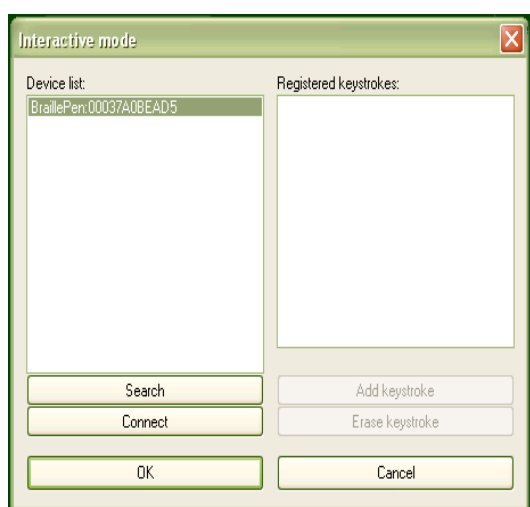 Interactive mode
Device list:
BraillePen:00037A0BEAD5
Registered keystrokes:
Search
Connect
Add keystroke
Erase keystroke
OK
Cancel